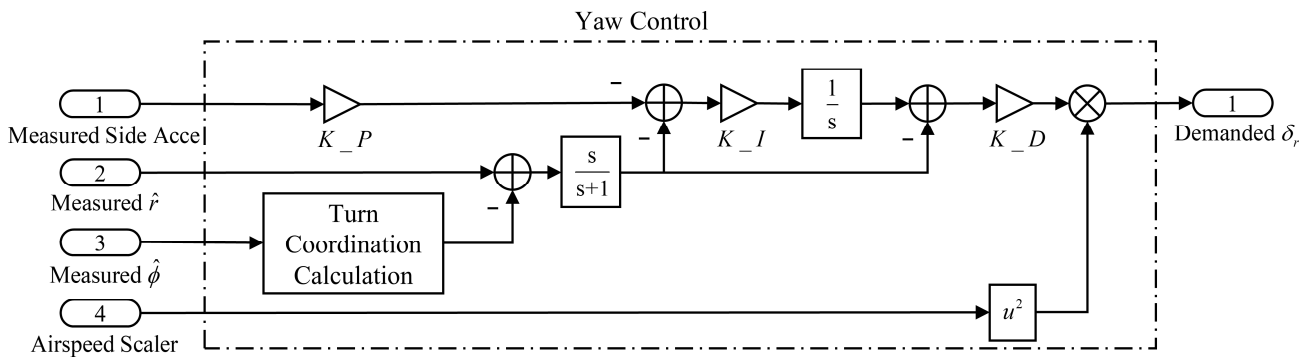 Yaw Control
1
Measured Side Acce
K_P
−
−
K_I
1
s
−
K_D
1
Demanded δr
2
Measured r̂
−
s
s+1
3
Measured ϕ̂̇
Turn
Coordination
Calculation
4
Airspeed Scaler
u²